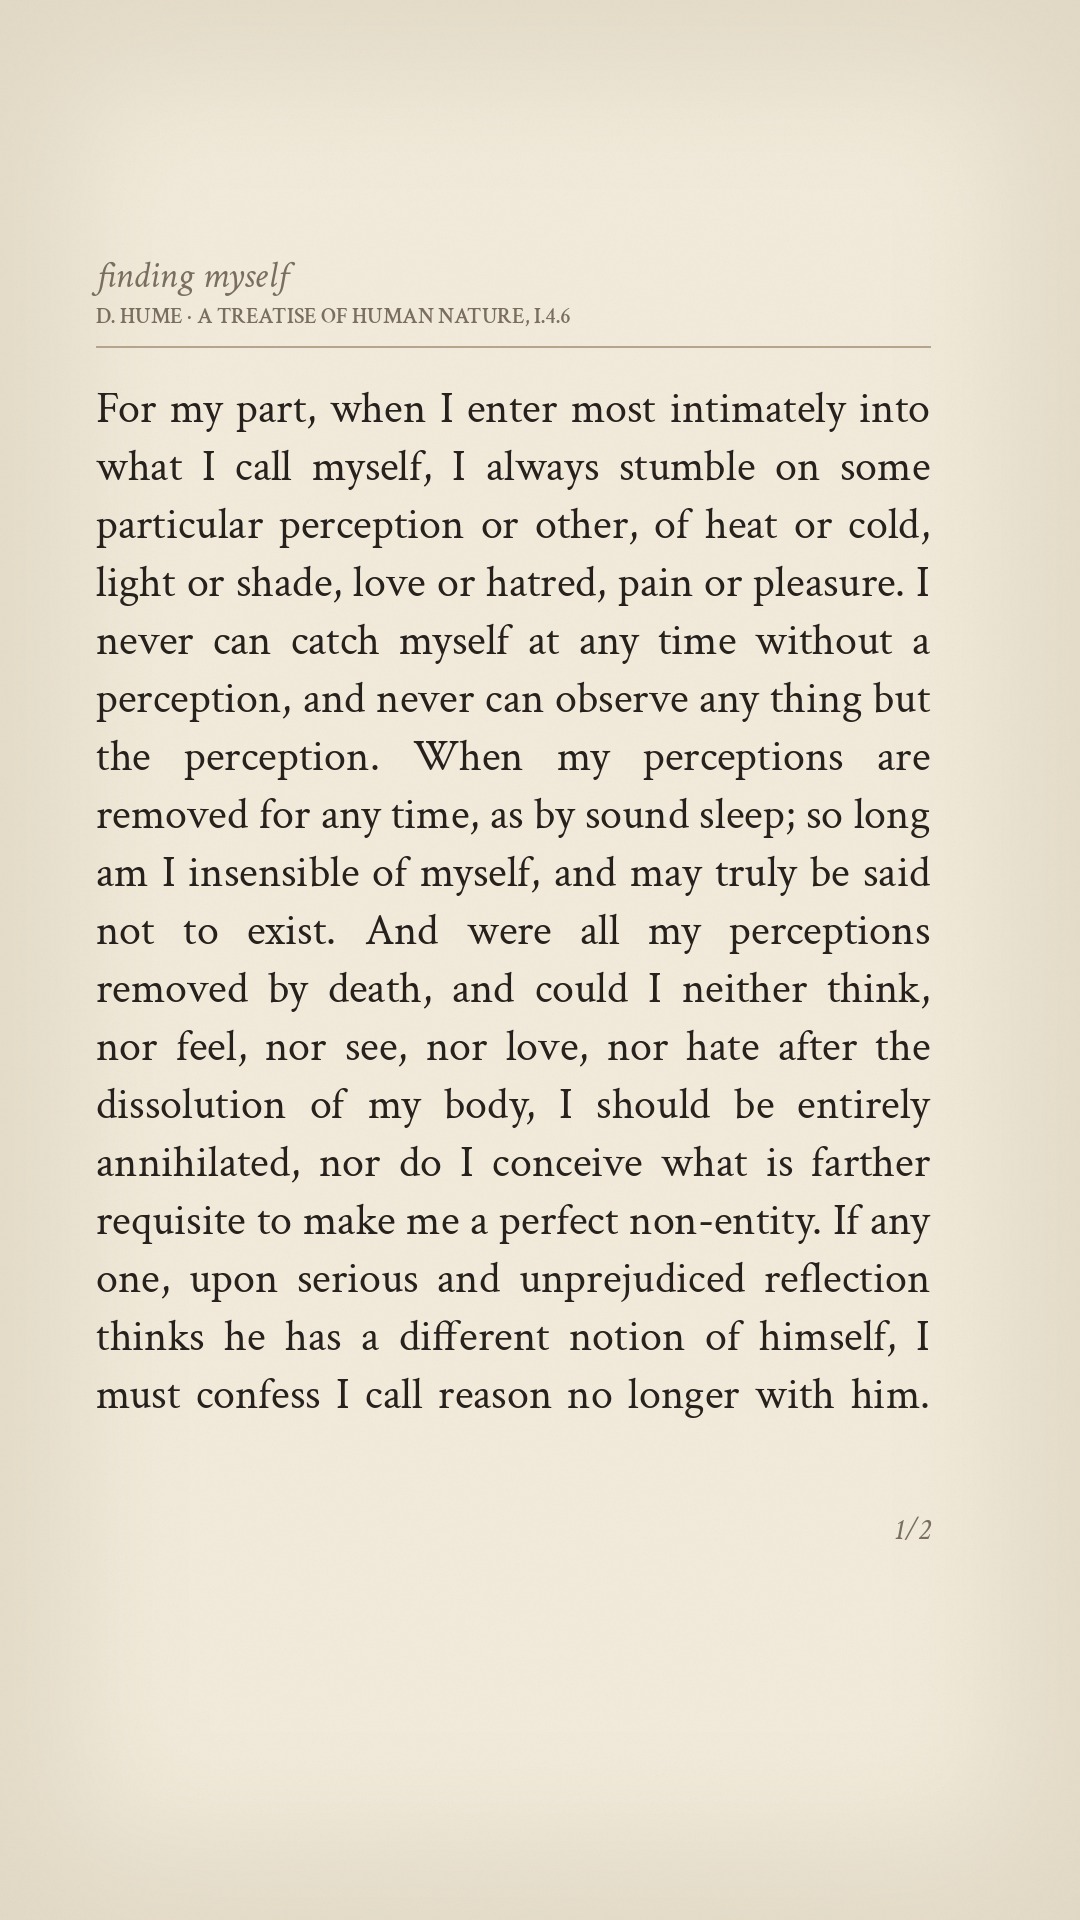 finding myself
D. HUME · A TREATISE OF HUMAN NATURE, I.4.6
For my part, when I enter most intimately into
what I call myself, I always stumble on some
particular perception or other, of heat or cold,
light or shade, love or hatred, pain or pleasure. I
never can catch myself at any time without a
perception, and never can observe any thing but
the perception. When my perceptions are
removed for any time, as by sound sleep; so long
am I insensible of myself, and may truly be said
not to exist. And were all my perceptions
removed by death, and could I neither think,
nor feel, nor see, nor love, nor hate after the
dissolution of my body, I should be entirely
annihilated, nor do I conceive what is farther
requisite to make me a perfect non-entity. If any
one, upon serious and unprejudiced reflection
thinks he has a different notion of himself, I
must confess I call reason no longer with him.
1/2